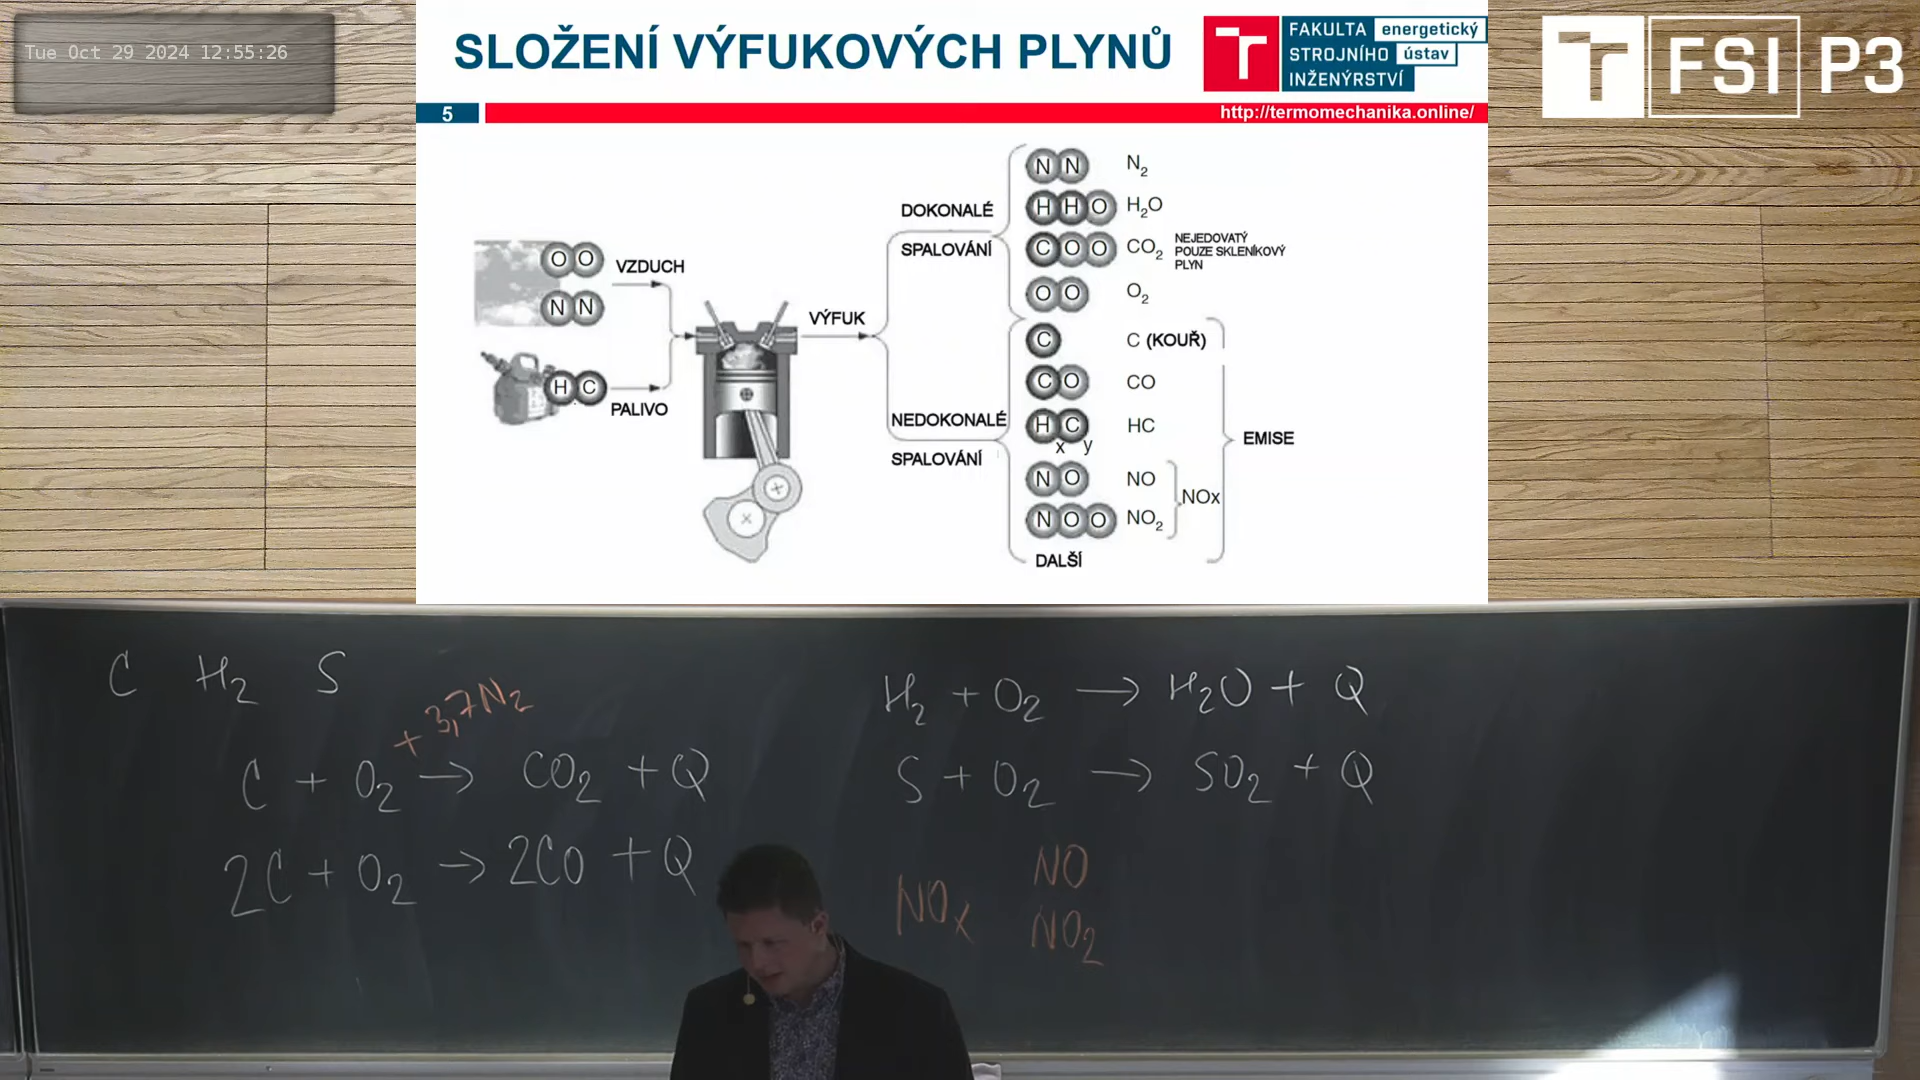 Tue Oct 29 2024 12:55:26
SLOŽENÍ VÝFUKOVÝCH PLYNŮ
T
FAKULTA energetický
STROJNÍHO ústav
INŽENÝRSTVÍ
T FSI P3
5
http://termomechanika.online/
N N N2
H H O H2O
DOKONALÉ
SPALOVÁNÍ
C O O CO2
NEJEDOVATÝ
POUZE SKLENÍKOVÝ
PLYN
O O O2
O O
VZDUCH
N N
H C
PALIVO
VÝFUK
C C (KOUŘ)
C O CO
NEDOKONALÉ
SPALOVÁNÍ
H C HC
x y
EMISE
N O NO
NOx
N O O NO2
DALŠÍ
C H2 S
+ 3,7N2
C + O2 → CO2 + Q
2C + O2 → 2CO + Q
H2 + O2 → H2O + Q
S + O2 → SO2 + Q
NOx
NO
NO2